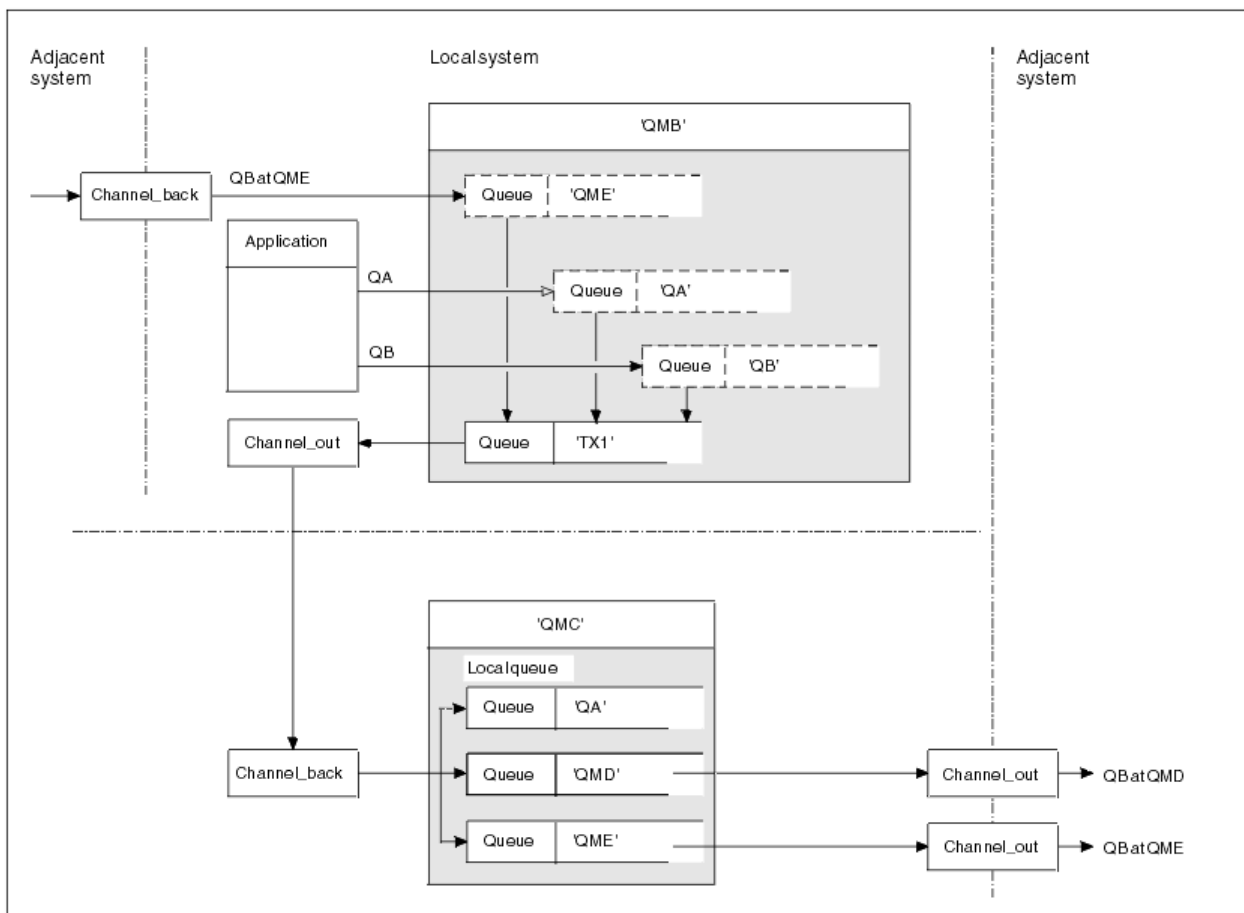 Adjacent
system
Localsystem
Adjacent
system
'QMB'
Channel_back
QBatQME
Queue
'QME'
Application
QA
Queue
'QA'
QB
Queue
'QB'
Channel_out
Queue
'TX1'
'QMC'
Localqueue
Queue
'QA'
Channel_back
Queue
'QMD'
Channel_out
QBatQMD
Queue
'QME'
Channel_out
QBatQME